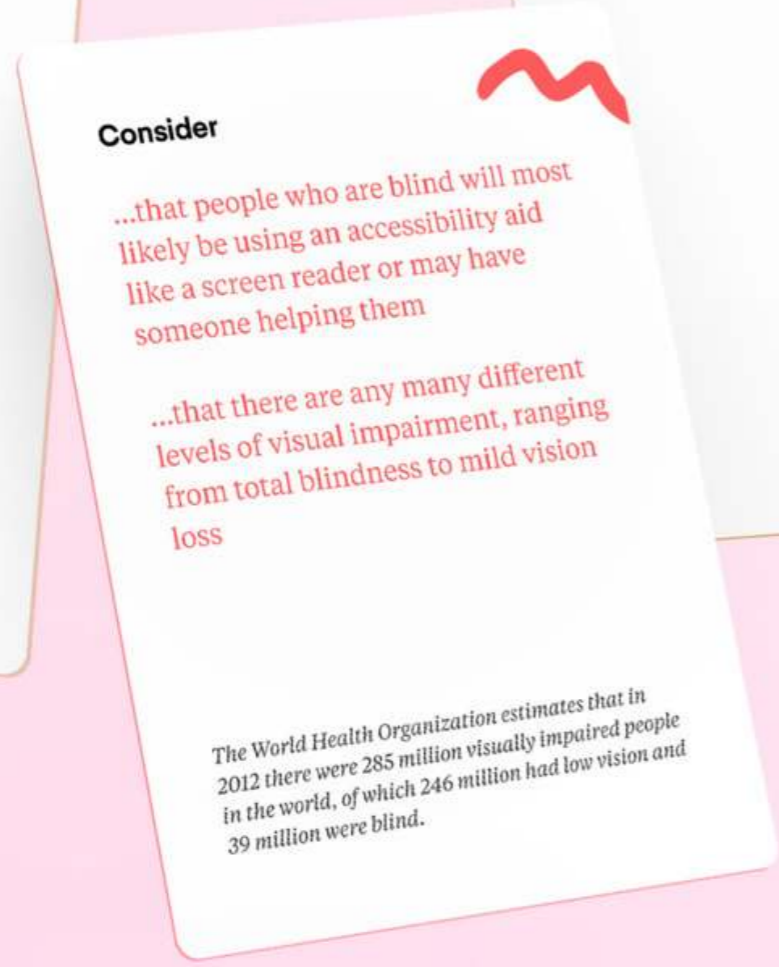 Consider
...that people who are blind will most
likely be using an accessibility aid
like a screen reader or may have
someone helping them
...that there are any many different
levels of visual impairment, ranging
from total blindness to mild vision
loss
The World Health Organization estimates that in
2012 there were 285 million visually impaired people
in the world, of which 246 million had low vision and
39 million were blind.